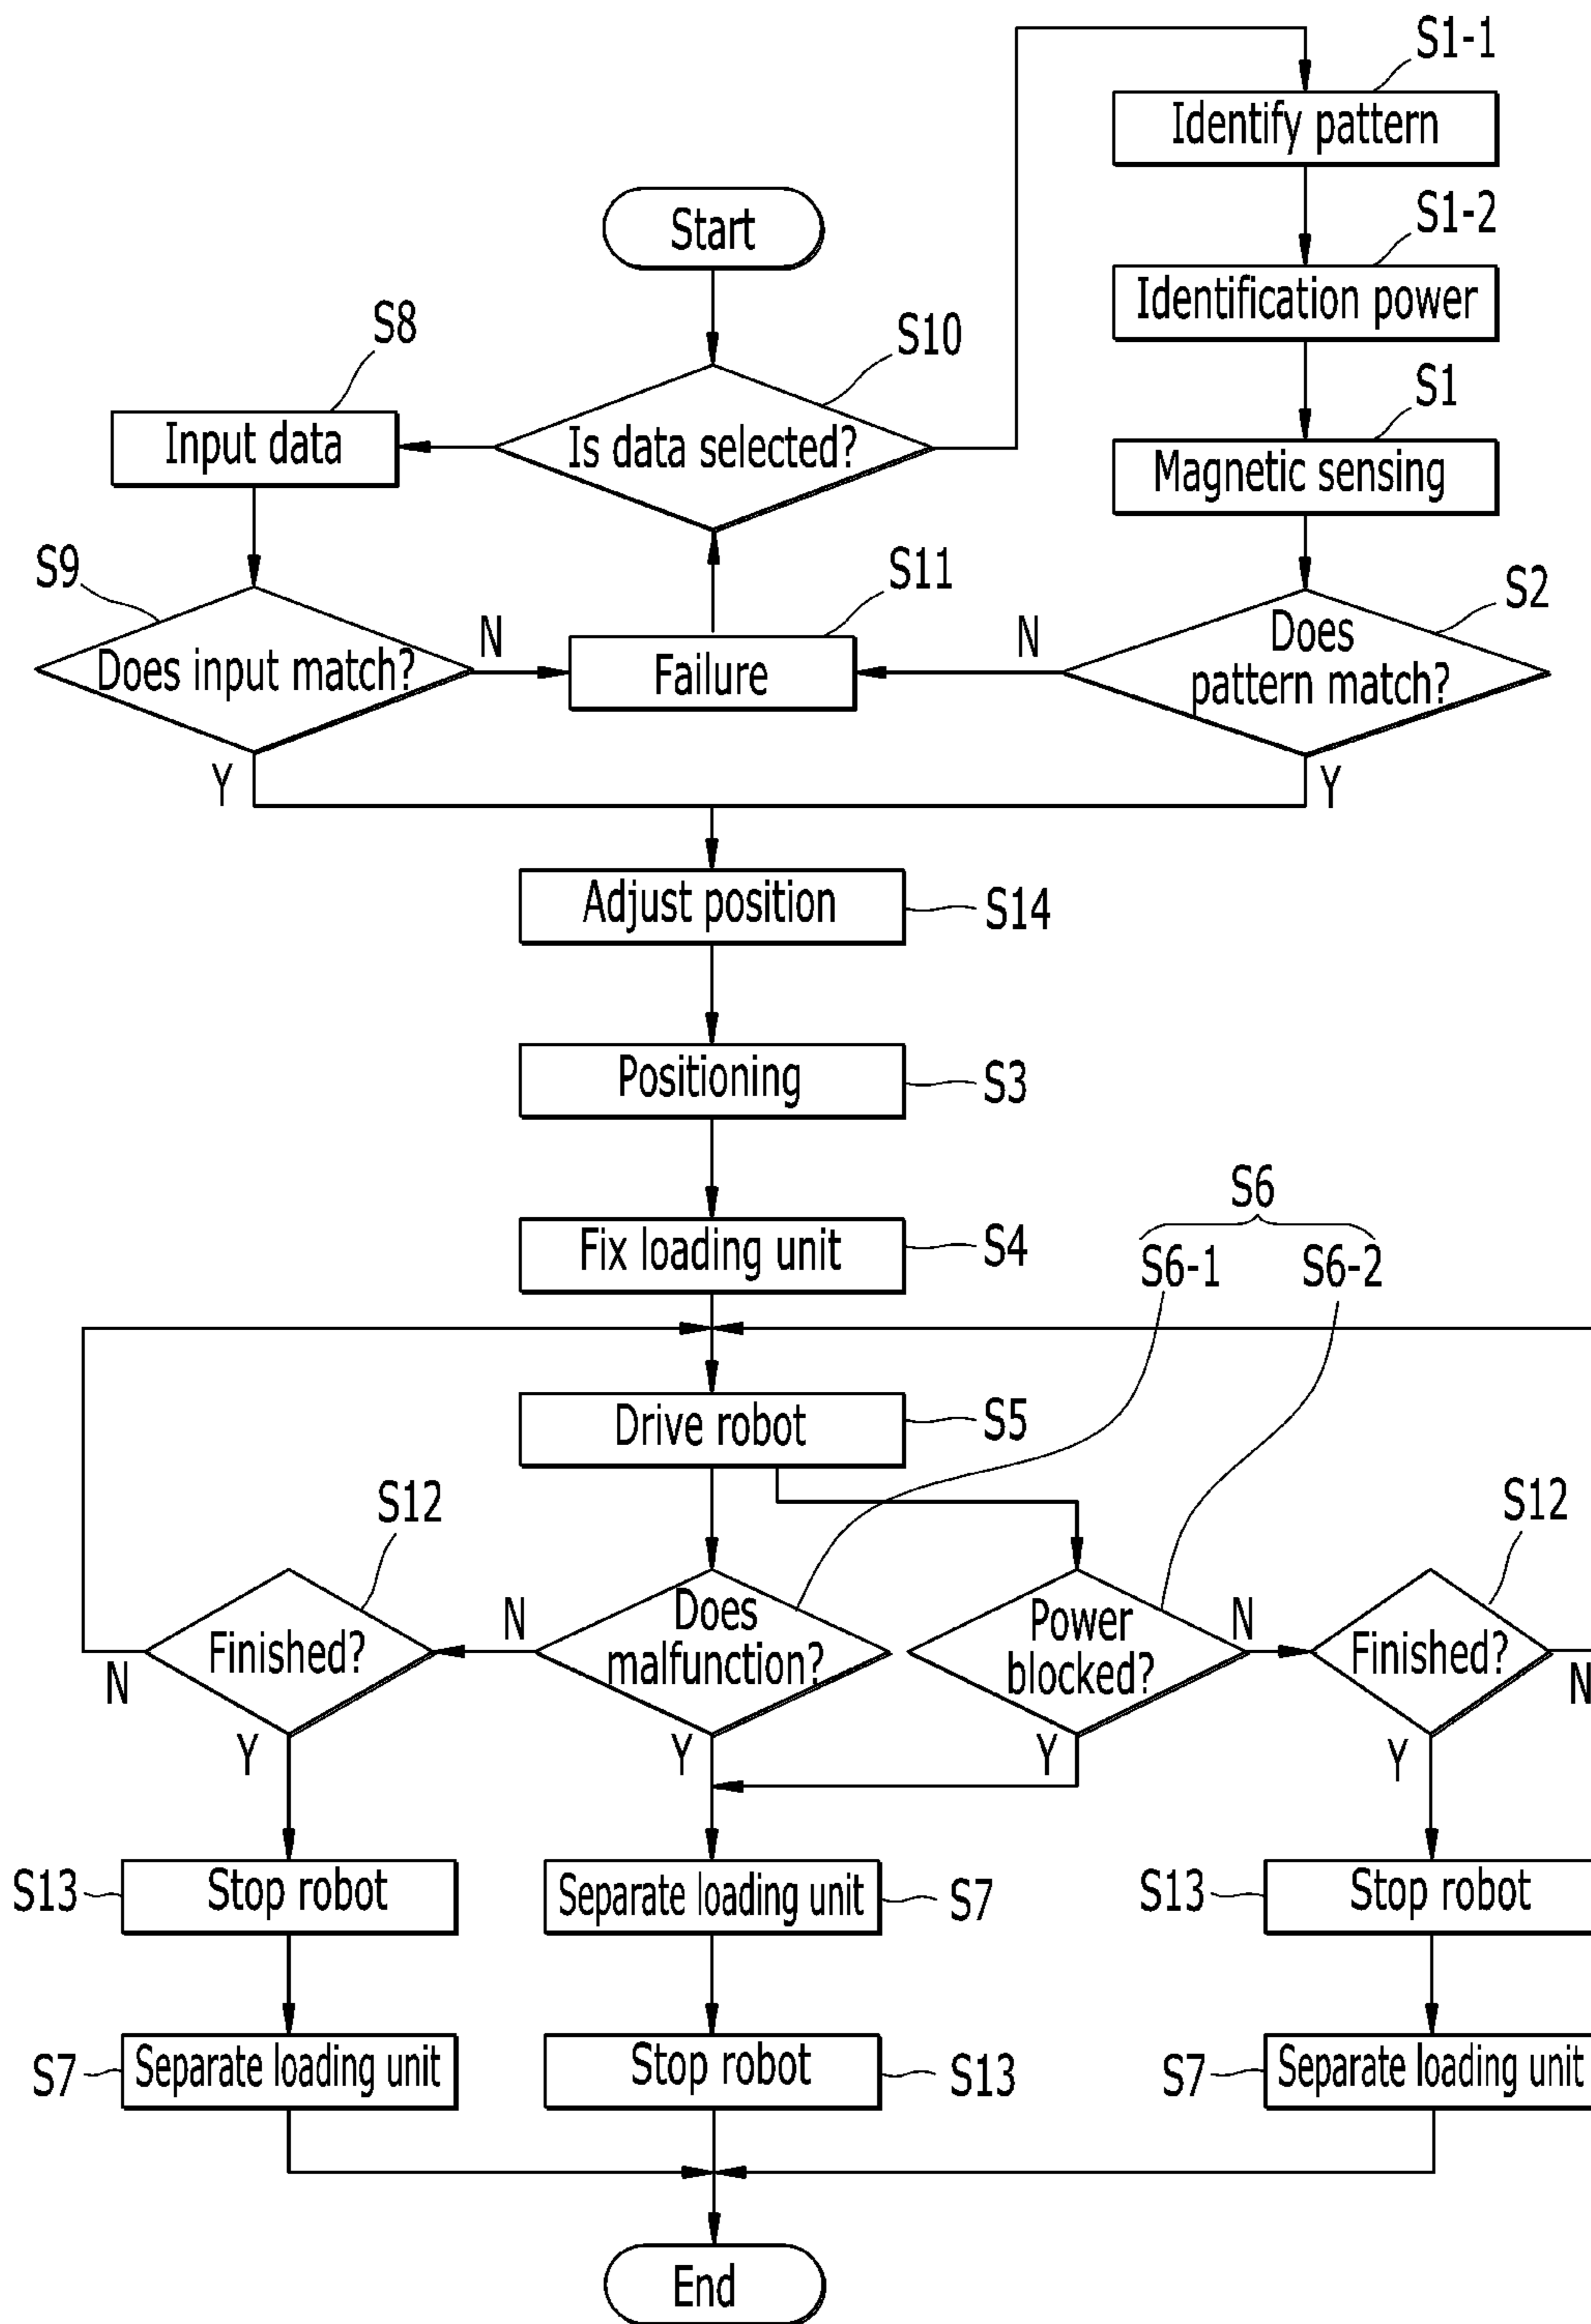 S1-1
Identify pattern
S1-2
Start
Identification power
S8
S10
S1
Input data
Is data selected?
Magnetic sensing
S9
S11
S2
Does input match?
N
Failure
N
Does
pattern match?
Y
Y
Adjust position
S14
Positioning
S3
S6
Fix loading unit
S4
S6-1
S6-2
Drive robot
S5
S12
S12
Finished?
N
N
Does
malfunction?
Power
blocked?
N
Finished?
N
Y
Y
Y
Y
S13
Stop robot
Separate loading unit
S7
S13
Stop robot
S7
Separate loading unit
Stop robot
S13
S7
Separate loading unit
End